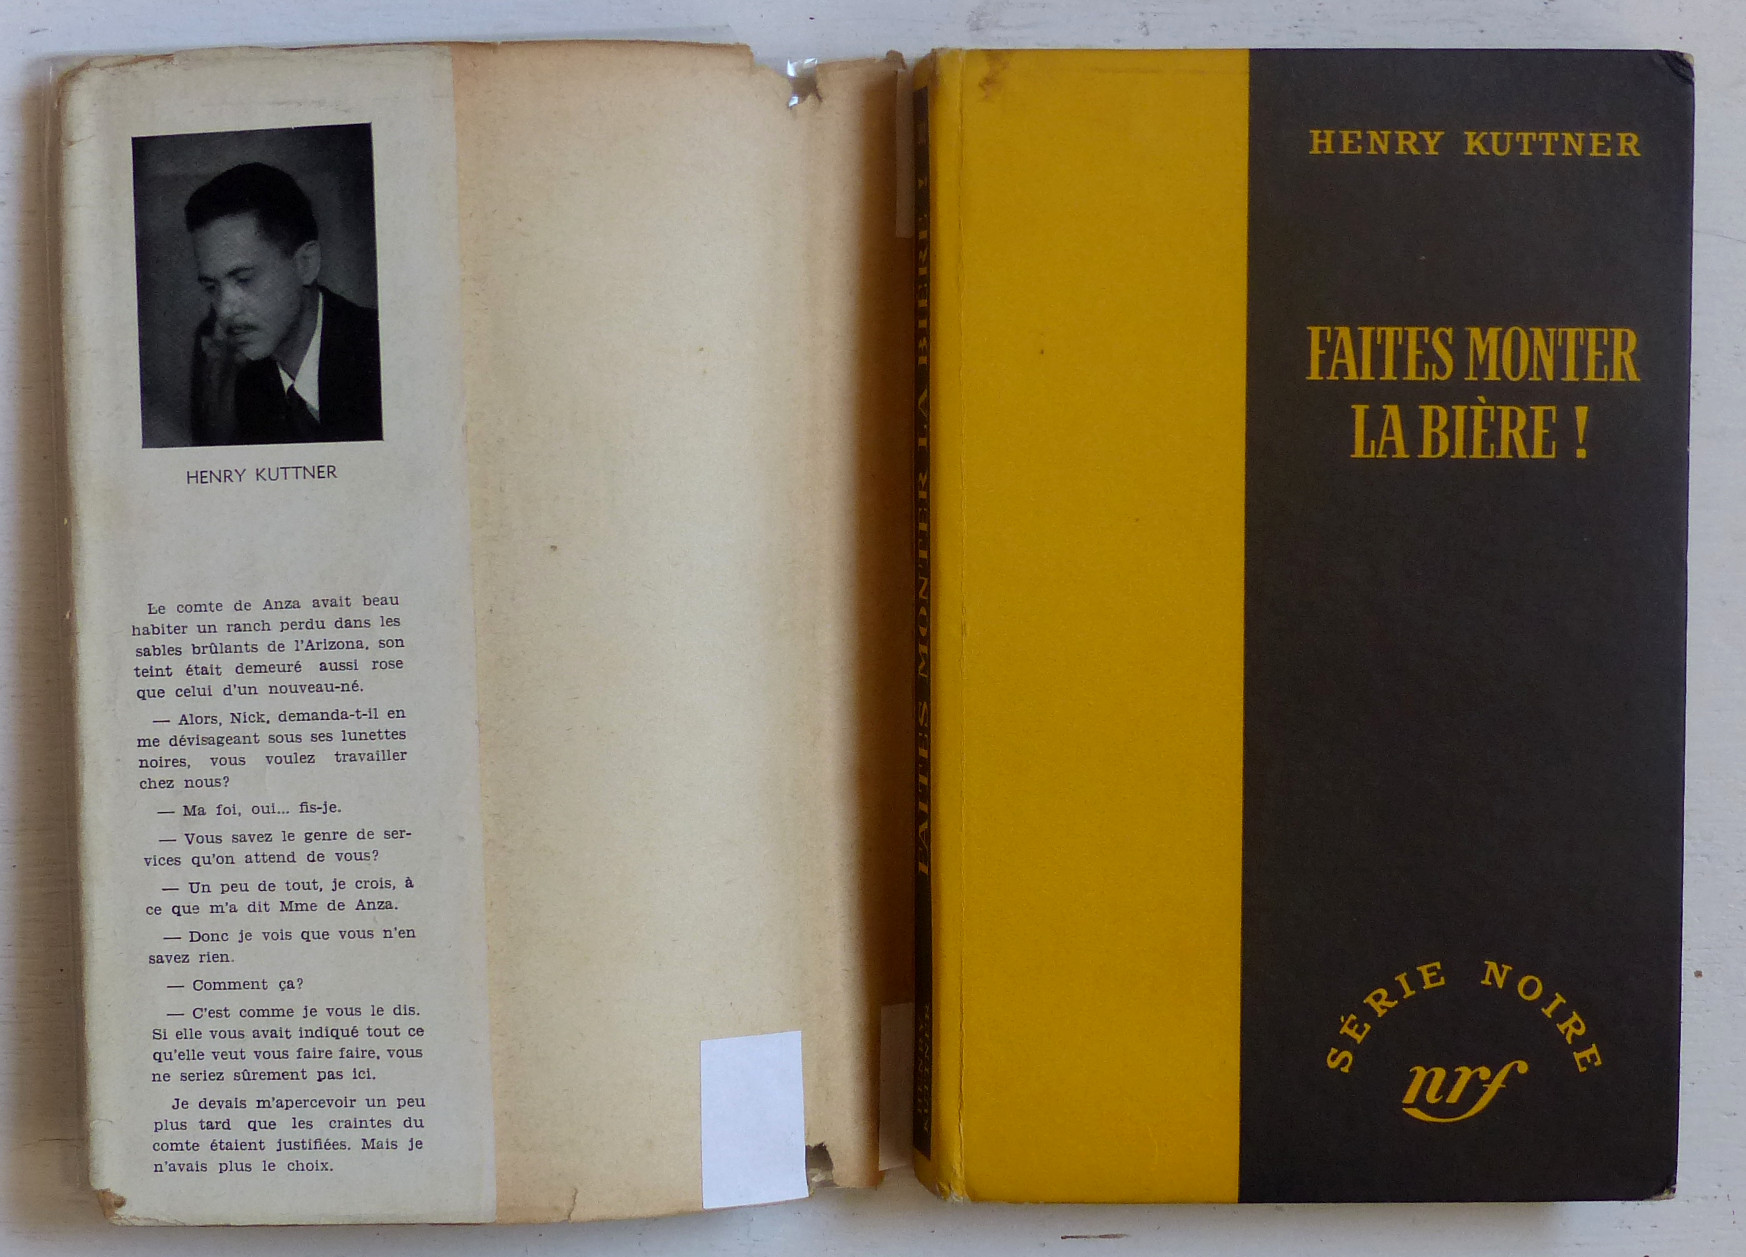 HENRY KUTTNER
Le comte de Anza avait beau
habiter un ranch perdu dans les
sables brûlants de l'Arizona, son
teint était demeuré aussi rose
que celui d'un nouveau-né.
— Alors, Nick, demanda-t-il en
me dévisageant sous ses lunettes
noires, vous voulez travailler
chez nous?
— Ma foi, oui... fis-je.
— Vous savez le genre de ser-
vices qu'on attend de vous?
— Un peu de tout, je crois, à
ce que m'a dit Mme de Anza.
— Donc je vois que vous n'en
savez rien.
— Comment ça?
— C'est comme je vous le dis.
Si elle vous avait indiqué tout ce
qu'elle veut vous faire faire, vous
ne seriez sûrement pas ici.
Je devais m'apercevoir un peu
plus tard que les craintes du
comte étaient justifiées. Mais je
n'avais plus le choix.
FAITES MONTER LA BIÈRE !
HENRY
KUTTNER
HENRY KUTTNER
FAITES MONTER
LA BIÈRE !
SÉRIE NOIRE
nrf